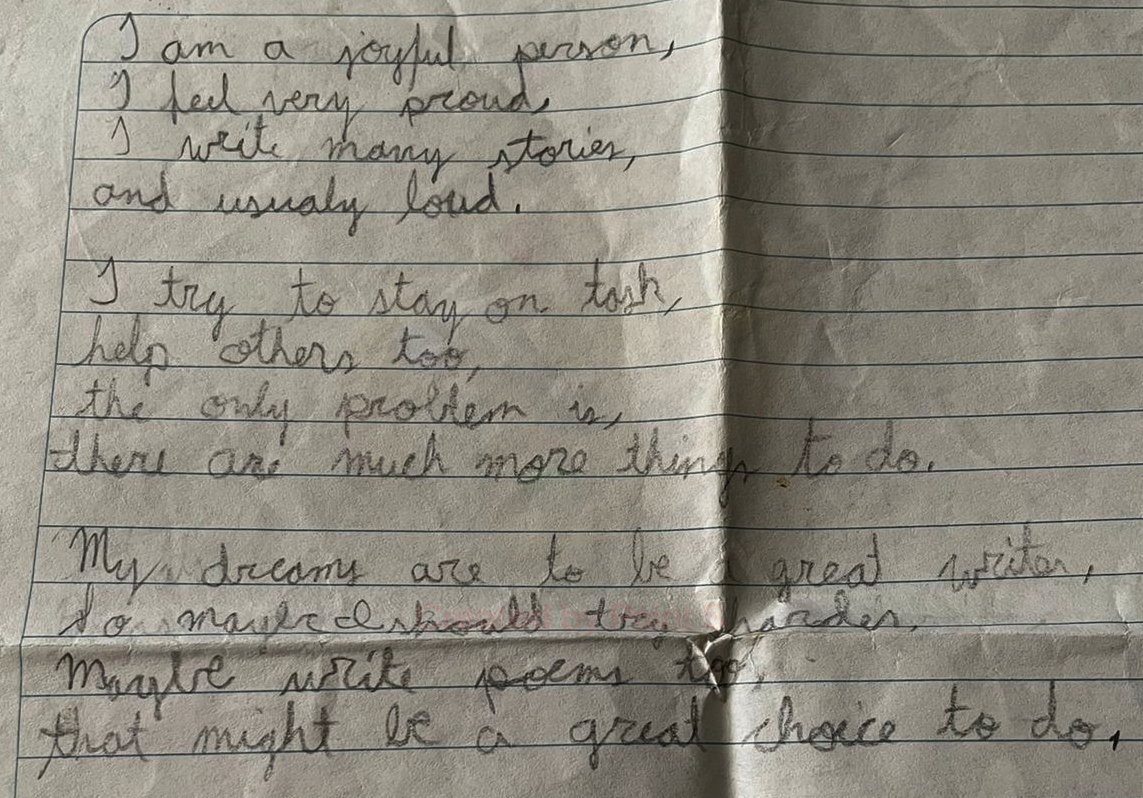 I am a joyful person,
I feel very proud,
I write many stories,
and usualy loud.
I try to stay on task,
help others too,
the only problem is,
there are much more things to do.
My dreams are to be a great writer,
So maybe I should try harder.
Maybe write poems too,
that might be a great choice to do.